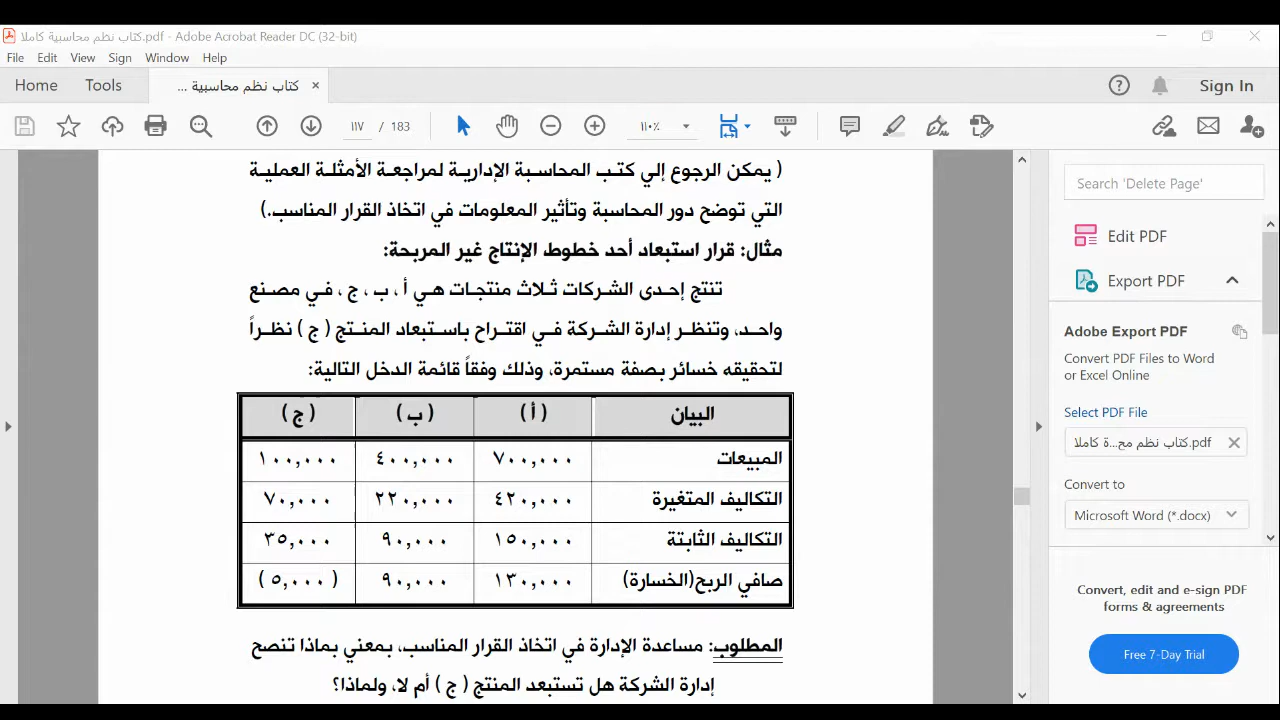 كتاب نظم محاسبية كاملا.pdf - Adobe Acrobat Reader DC (32-bit)
File Edit View Sign Window Help
Home Tools كتاب نظم محاسبية ... × Sign In
١١٧ / 183 ١١٠٪
( يمكن الرجوع إلي كتب المحاسبة الإدارية لمراجعة الأمثلة العملية
التي توضح دور المحاسبة وتأثير المعلومات في اتخاذ القرار المناسب.)
مثال: قرار استبعاد أحد خطوط الإنتاج غير المربحة:
تنتج إحدى الشركات ثلاث منتجات هي أ ، ب ، ج ، في مصنع
واحد، وتنظر إدارة الشركة في اقتراح باستبعاد المنتج ( ج ) نظراً
لتحقيقه خسائر بصفة مستمرة، وذلك وفقاً قائمة الدخل التالية:
البيان ( أ ) ( ب ) ( ج )
المبيعات ٧٠٠,٠٠٠ ٤٠٠,٠٠٠ ١٠٠,٠٠٠
التكاليف المتغيرة ٤٢٠,٠٠٠ ٢٢٠,٠٠٠ ٧٠,٠٠٠
التكاليف الثابتة ١٥٠,٠٠٠ ٩٠,٠٠٠ ٣٥,٠٠٠
صافي الربح(الخسارة) ١٣٠,٠٠٠ ٩٠,٠٠٠ ( ٥,٠٠٠ )
المطلوب: مساعدة الإدارة في اتخاذ القرار المناسب، بمعني بماذا تنصح
إدارة الشركة هل تستبعد المنتج ( ج ) أم لا، ولماذا؟
Search 'Delete Page'
Edit PDF
Export PDF
Adobe Export PDF
Convert PDF Files to Word
or Excel Online
Select PDF File
كتاب نظم مح...ة كاملا.pdf
Convert to
Microsoft Word (*.docx)
Convert, edit and e-sign PDF
forms & agreements
Free 7-Day Trial